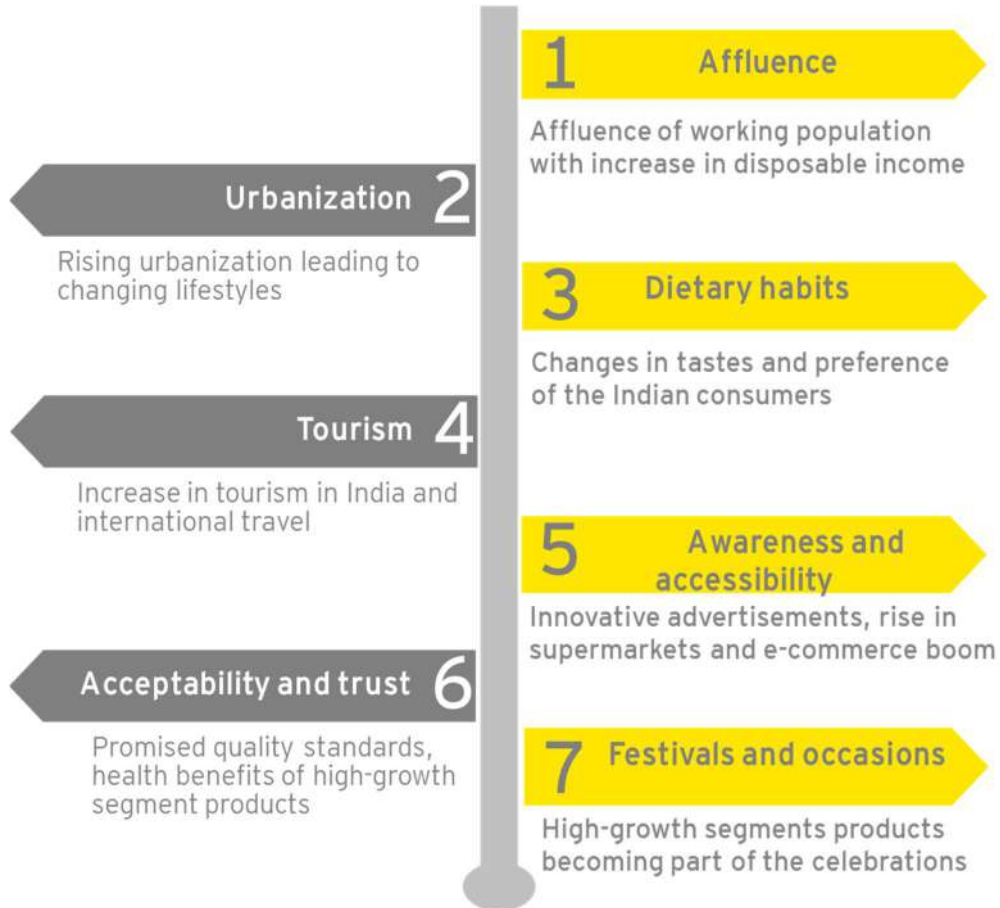 1 Affluence
Affluence of working population
with increase in disposable income
Urbanization 2
Rising urbanization leading to
changing lifestyles
3 Dietary habits
Changes in tastes and preference
of the Indian consumers
Tourism 4
Increase in tourism in India and
international travel
5 Awareness and
accessibility
Innovative advertisements, rise in
supermarkets and e-commerce boom
Acceptability and trust 6
Promised quality standards,
health benefits of high-growth
segment products
7 Festivals and occasions
High-growth segments products
becoming part of the celebrations